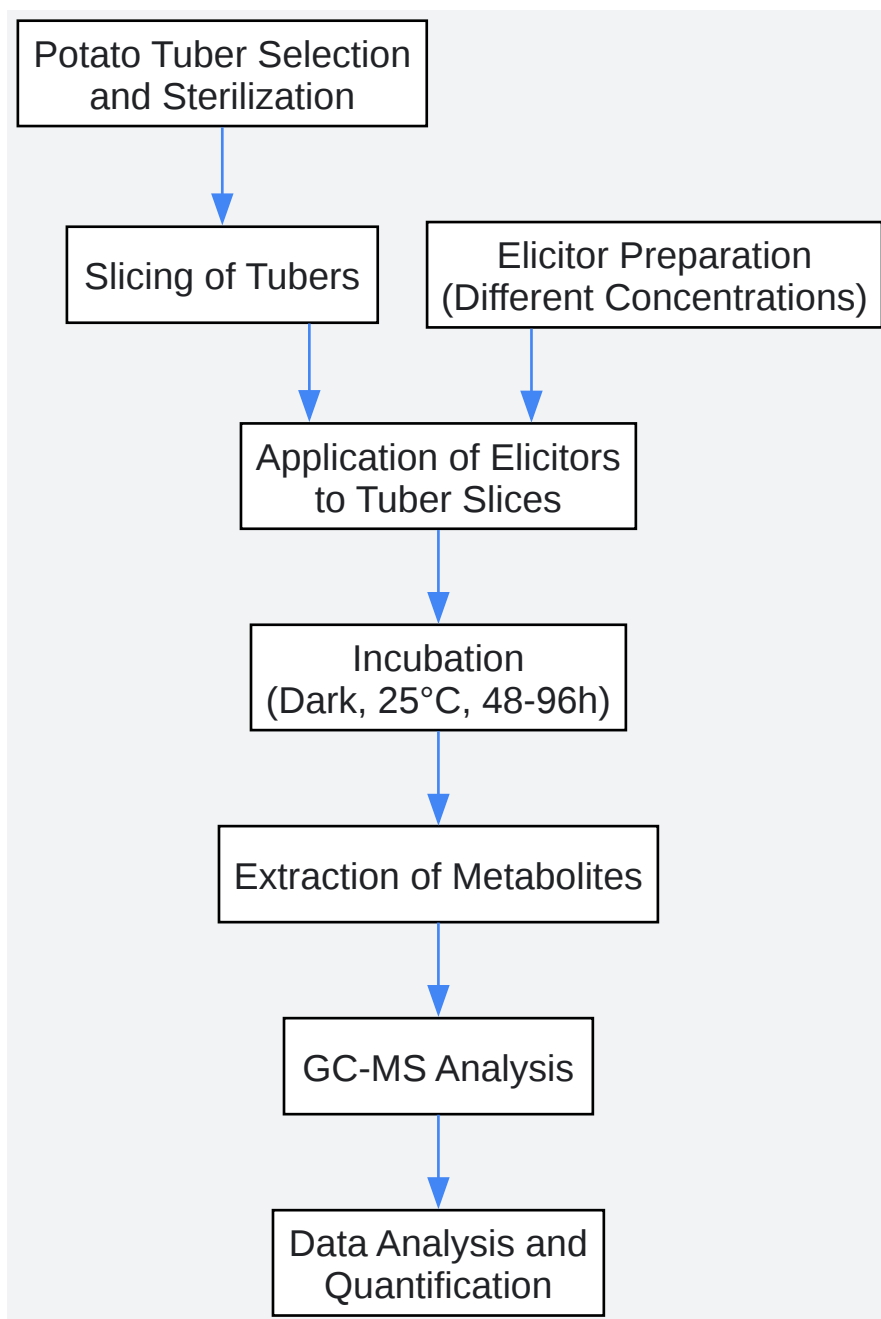 Potato Tuber Selection
and Sterilization
Slicing of Tubers
Elicitor Preparation
(Different Concentrations)
Application of Elicitors
to Tuber Slices
Incubation
(Dark, 25°C, 48-96h)
Extraction of Metabolites
GC-MS Analysis
Data Analysis and
Quantification